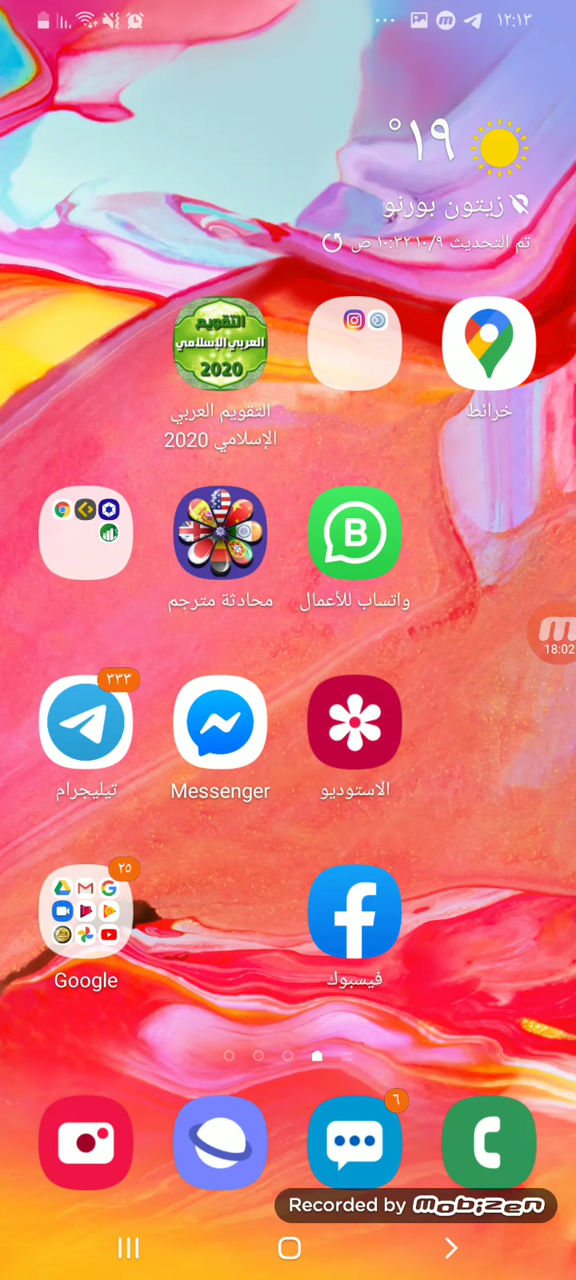 ١٢:١٣
١٩°
زيتون بورنو
تم التحديث ١٠/٩ ١٠:٢٢ ص
خرائط
التقويم
العربي الإسلامي
2020
التقويم العربي
الإسلامي 2020
B
واتساب للأعمال
محادثة مترجم
18:02
٣٣٣
الاستوديو
Messenger
تيليجرام
٢٥
فيسبوك
Google
٦
Recorded by mobizen